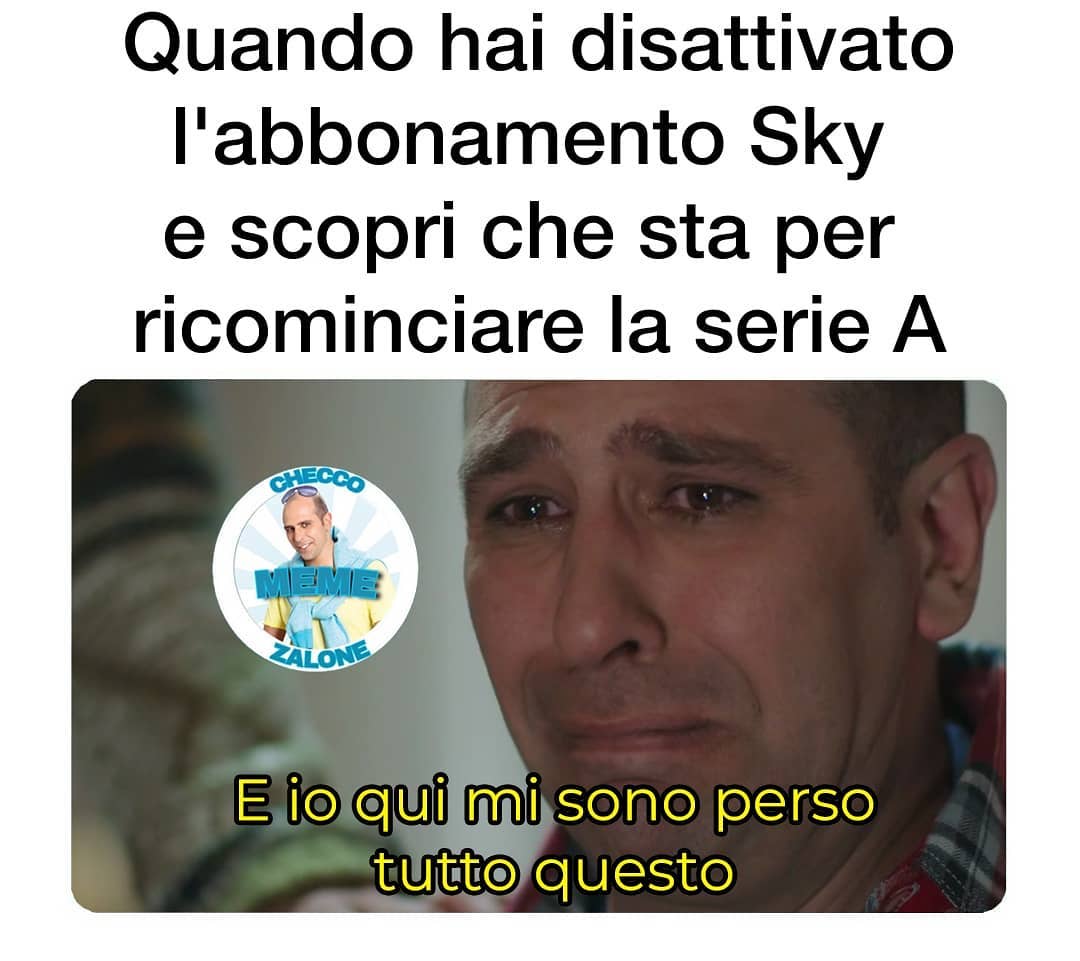 Quando hai disattivato
l'abbonamento Sky
e scopri che sta per
ricominciare la serie A
CHECCO
MEME
ZALONE
E io qui mi sono perso
tutto questo